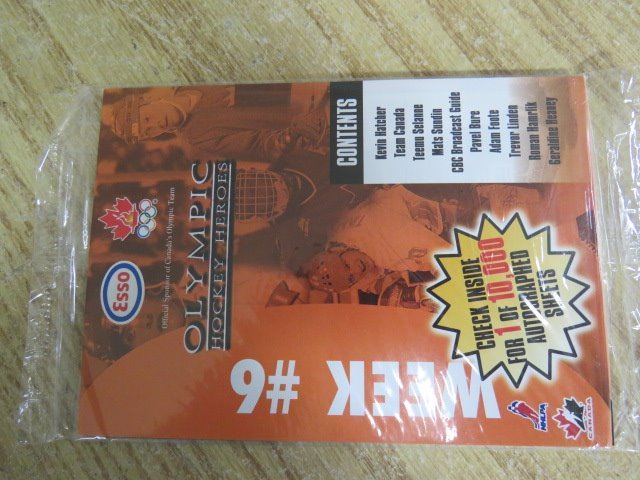 WEEK #6
Esso
Official Sponsor of Canada's Olympic Team
OLYMPIC
HOCKEY HEROES
CONTENTS
Kevin Hatcher
Team Canada
Teemu Selanne
Mats Sundin
CBC Broadcast Guide
Pavel Bure
Adam Foote
Trevor Linden
Roman Hamrlik
Geraldine Heaney
CHECK INSIDE
FOR 1 OF 10,000
AUTOGRAPHED
SHEETS
NHLPA
CANADA